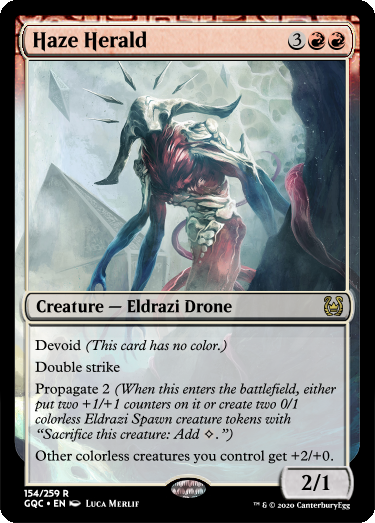 Haze Herald 3
Creature — Eldrazi Drone
Devoid (This card has no color.)
Double strike
Propagate 2 (When this enters the battlefield, either
put two +1/+1 counters on it or create two 0/1
colorless Eldrazi Spawn creature tokens with
“Sacrifice this creature: Add .”)
Other colorless creatures you control get +2/+0.
2/1
154/259 R
GQC • EN Luca Merlif
™ & © 2020 CanterburyEgg